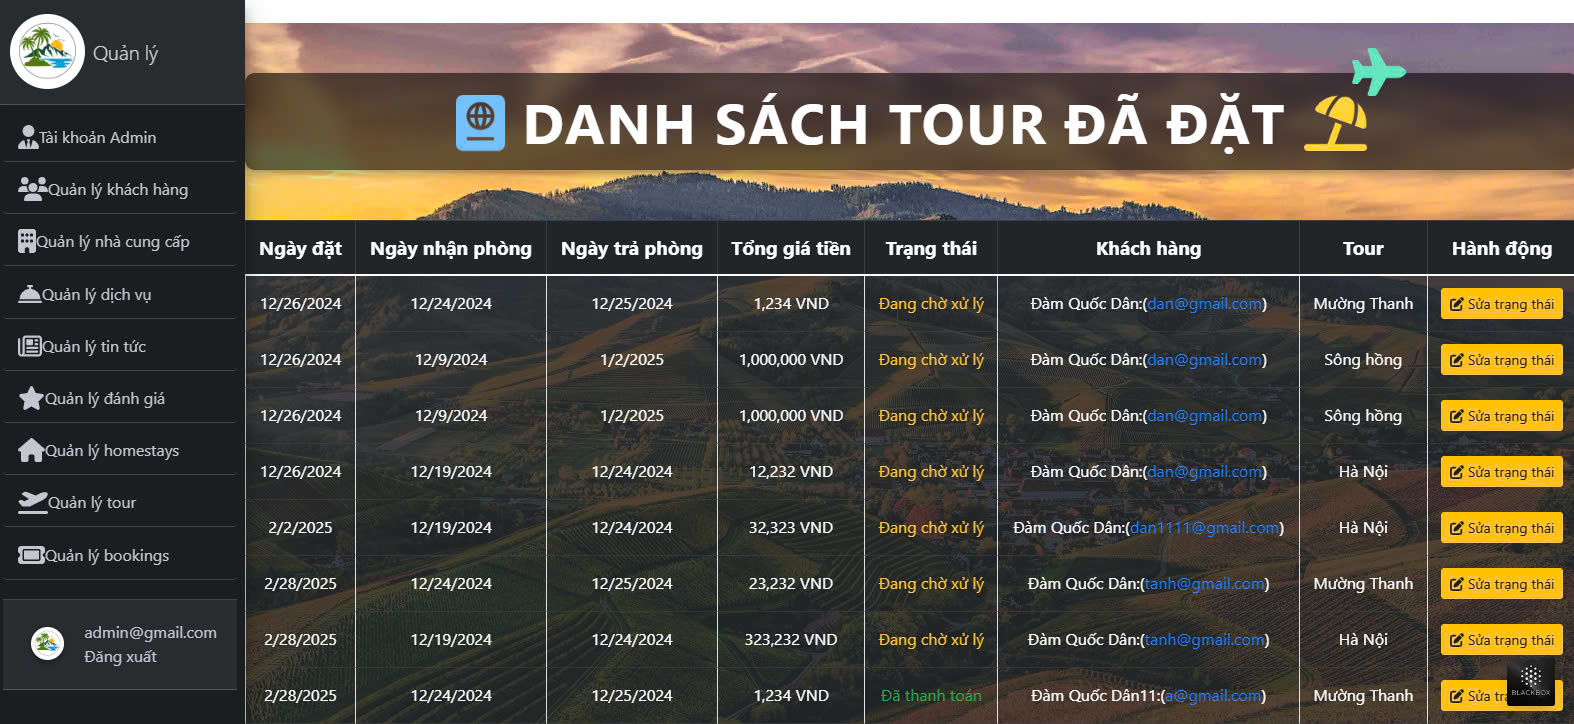 Quản lý
Tài khoản Admin
Quản lý khách hàng
Quản lý nhà cung cấp
Quản lý dịch vụ
Quản lý tin tức
Quản lý đánh giá
Quản lý homestays
Quản lý tour
Quản lý bookings
admin@gmail.com
Đăng xuất
DANH SÁCH TOUR ĐÃ ĐẶT
Ngày đặt Ngày nhận phòng Ngày trả phòng Tổng giá tiền Trạng thái Khách hàng Tour Hành động
12/26/2024 12/24/2024 12/25/2024 1,234 VND Đang chờ xử lý Đàm Quốc Dân:(dan@gmail.com) Mường Thanh Sửa trạng thái
12/26/2024 12/9/2024 1/2/2025 1,000,000 VND Đang chờ xử lý Đàm Quốc Dân:(dan@gmail.com) Sông hồng Sửa trạng thái
12/26/2024 12/9/2024 1/2/2025 1,000,000 VND Đang chờ xử lý Đàm Quốc Dân:(dan@gmail.com) Sông hồng Sửa trạng thái
12/26/2024 12/19/2024 12/24/2024 12,232 VND Đang chờ xử lý Đàm Quốc Dân:(dan@gmail.com) Hà Nội Sửa trạng thái
2/2/2025 12/19/2024 12/24/2024 32,323 VND Đang chờ xử lý Đàm Quốc Dân:(dan1111@gmail.com) Hà Nội Sửa trạng thái
2/28/2025 12/24/2024 12/25/2024 23,232 VND Đang chờ xử lý Đàm Quốc Dân:(tanh@gmail.com) Mường Thanh Sửa trạng thái
2/28/2025 12/19/2024 12/24/2024 323,232 VND Đang chờ xử lý Đàm Quốc Dân:(tanh@gmail.com) Hà Nội Sửa trạng thái
2/28/2025 12/24/2024 12/25/2024 1,234 VND Đã thanh toán Đàm Quốc Dân11:(a@gmail.com) Mường Thanh Sửa
BLACKBOX